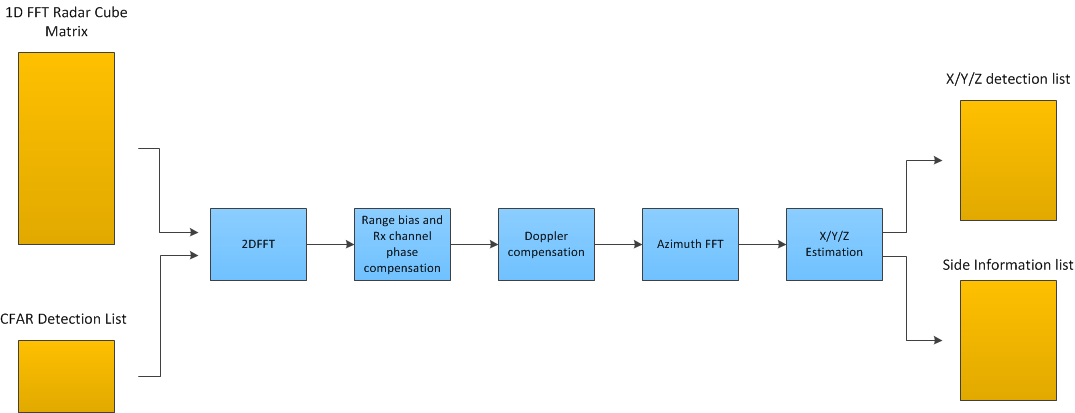 1D FFT Radar Cube
Matrix
CFAR Detection List
2DFFT
Range bias and
Rx channel
phase
compensation
Doppler
compensation
Azimuth FFT
X/Y/Z
Estimation
X/Y/Z detection list
Side Information list